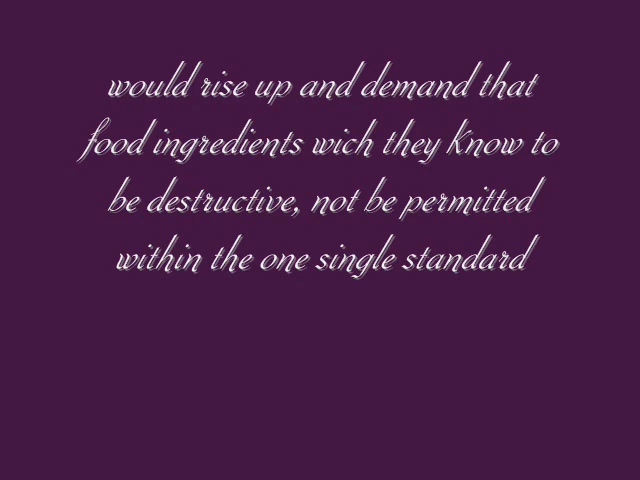 would rise up and demand that
food ingredients wich they know to
be destructive, not be permitted
within the one single standard